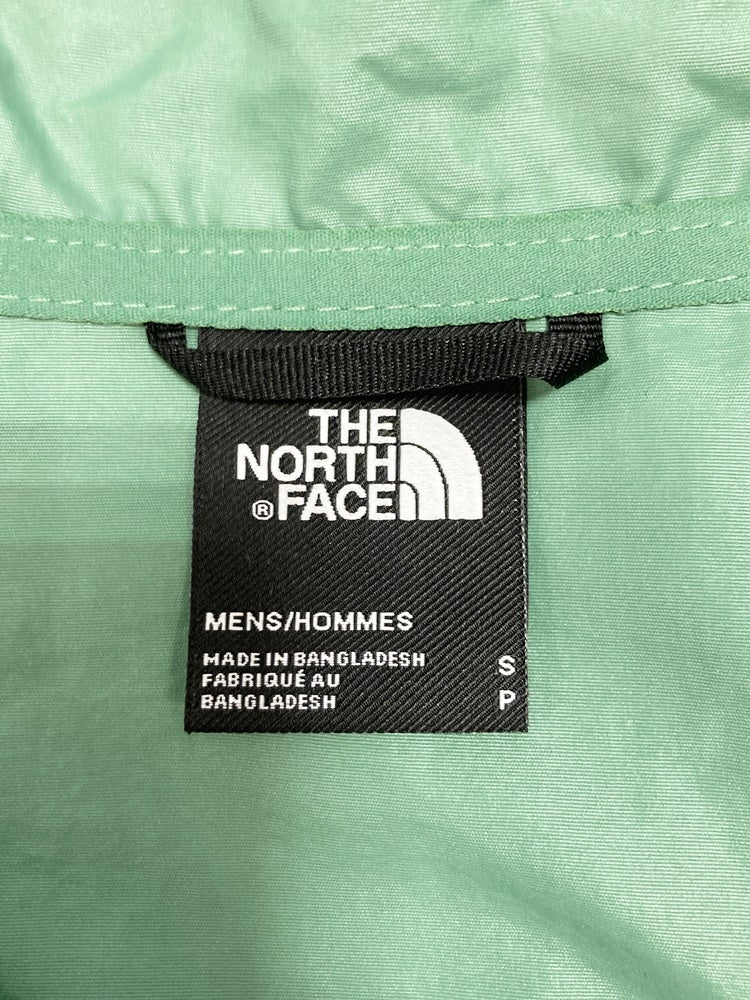 THE
NORTH
® FACE
MENS/HOMMES
MADE IN BANGLADESH S
FABRIQUÉ AU
BANGLADESH P